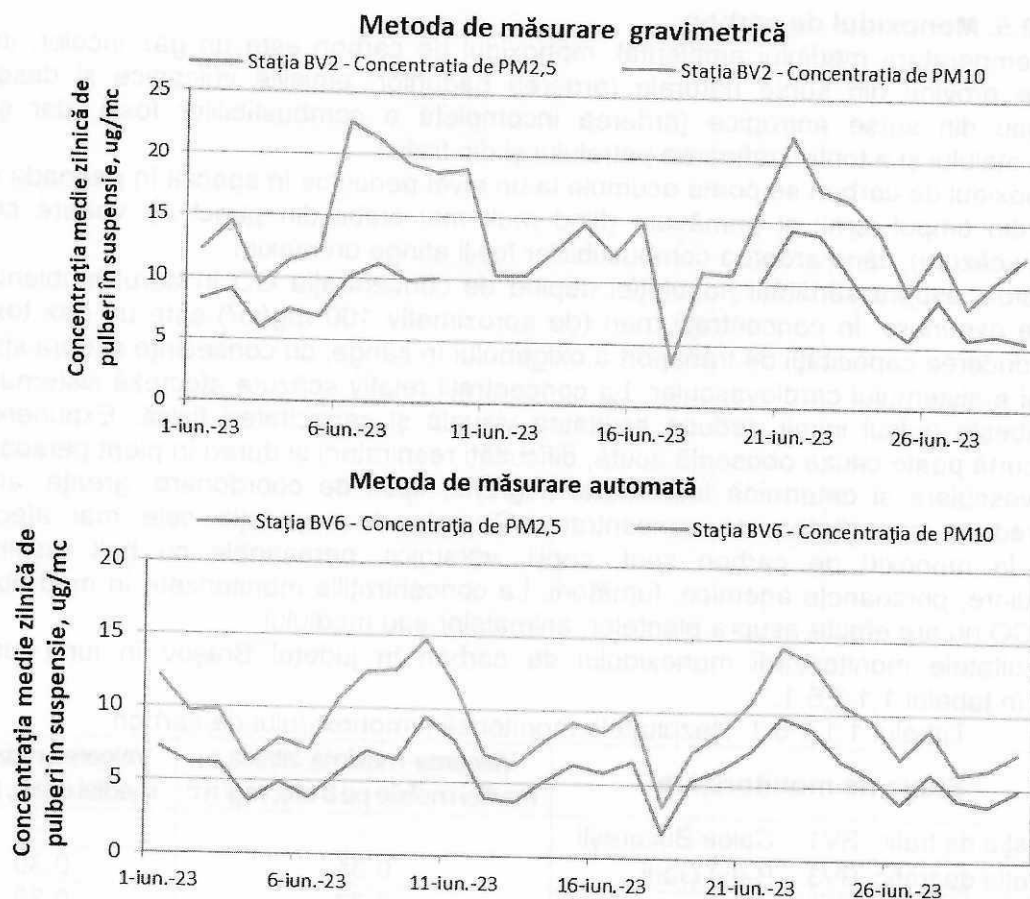 Metoda de măsurare gravimetrică
Stația BV2 - Concentrația de PM2,5
Stația BV2 - Concentrația de PM10
Concentrația medie zilnică de
pulberi în suspensie, ug/mc
25
20
15
10
5
0
1-iun.-23 6-iun.-23 11-iun.-23 16-iun.-23 21-iun.-23 26-iun.-23
Metoda de măsurare automată
Stația BV6 - Concentrația de PM2,5
Stația BV6 - Concentrația de PM10
Concentrația medie zilnică de
pulberi în suspensie, ug/mc
20
15
10
5
0
1-iun.-23 6-iun.-23 11-iun.-23 16-iun.-23 21-iun.-23 26-iun.-23